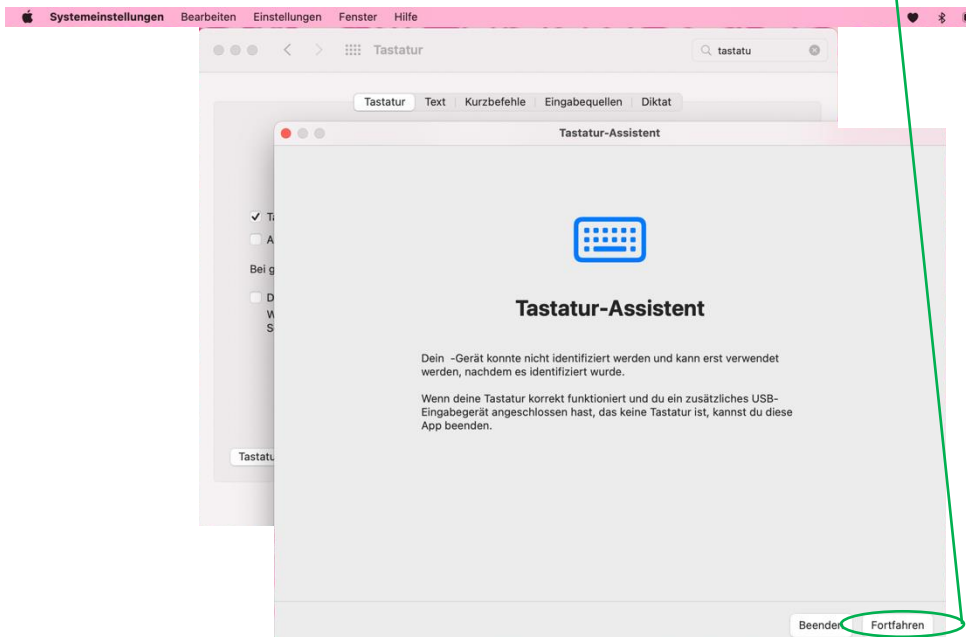 Systemeinstellungen Bearbeiten Einstellungen Fenster Hilfe
Tastatur
tastatu
Tastatur Text Kurzbefehle Eingabequellen Diktat
Tastatur-Assistent
T
A
Bei g
D
W
S
Tastatu
Tastatur-Assistent
Dein -Gerät konnte nicht identifiziert werden und kann erst verwendet
werden, nachdem es identifiziert wurde.
Wenn deine Tastatur korrekt funktioniert und du ein zusätzliches USB-
Eingabegerät angeschlossen hast, das keine Tastatur ist, kannst du diese
App beenden.
Beenden Fortfahren